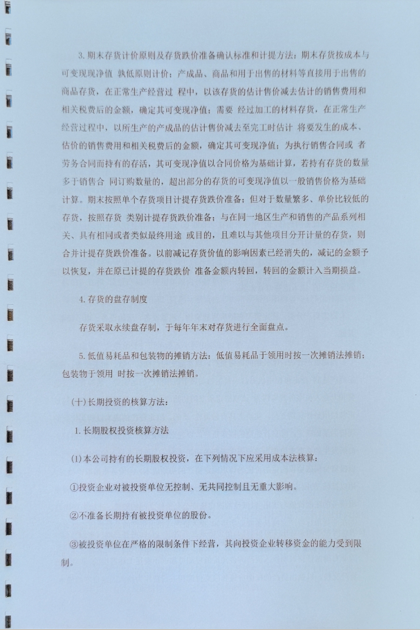 3.期末存货计价原则及存货跌价准备确认标准和计提方法：期末存货按成本与
可变现现净值 孰低原则计价；产成品、商品和用于出售的材料等直接用于出售的
商品存货，在正常生产经营过 程中，以该存货的估计售价减去估计的销售费用和
相关税费后的金额，确定其可变现净值；需要 经过加工的材料存货，在正常生产
经营过程中，以所生产的产成品的估计售价减去至完工时估计 将要发生的成本、
估价的销售费用和相关税费后的金额，确定其可变现净值；为执行销售合同或 者
劳务合同而持有的存活，其可变现净值以合同价格为基础计算，若持有存货的数量
多于销售合 同订购数量的，超出部分的存货的可变现净值以一般销售价格为基础
计算。期末按照单个存货项目计提存货跌价准备；但对于数量繁多、单价比较低的
存货，按照存货 类别计提存货跌价准备；与在同一地区生产和销售的产品系列相
关、具有相同或者类似最终用途 或目的，且难以与其他项目分开计量的存货，则
合并计提存货跌价准备。以前减记存货价值的影响因素已经消失的，减记的金额予
以恢复，并在原已计提的存货跌价 准备金额内转回，转回的金额计入当期损益。
4.存货的盘存制度
存货采取永续盘存制，于每年年末对存货进行全面盘点。
5.低值易耗品和包装物的摊销方法：低值易耗品于领用时按一次摊销法摊销；
包装物于领用 时按一次摊销法摊销。
(十)长期投资的核算方法：
1.长期股权投资核算方法
(1)本公司持有的长期股权投资，在下列情况下应采用成本法核算：
①投资企业对被投资单位无控制、无共同控制且无重大影响。
②不准备长期持有被投资单位的股份。
③被投资单位在严格的限制条件下经营，其向投资企业转移资金的能力受到限
制。